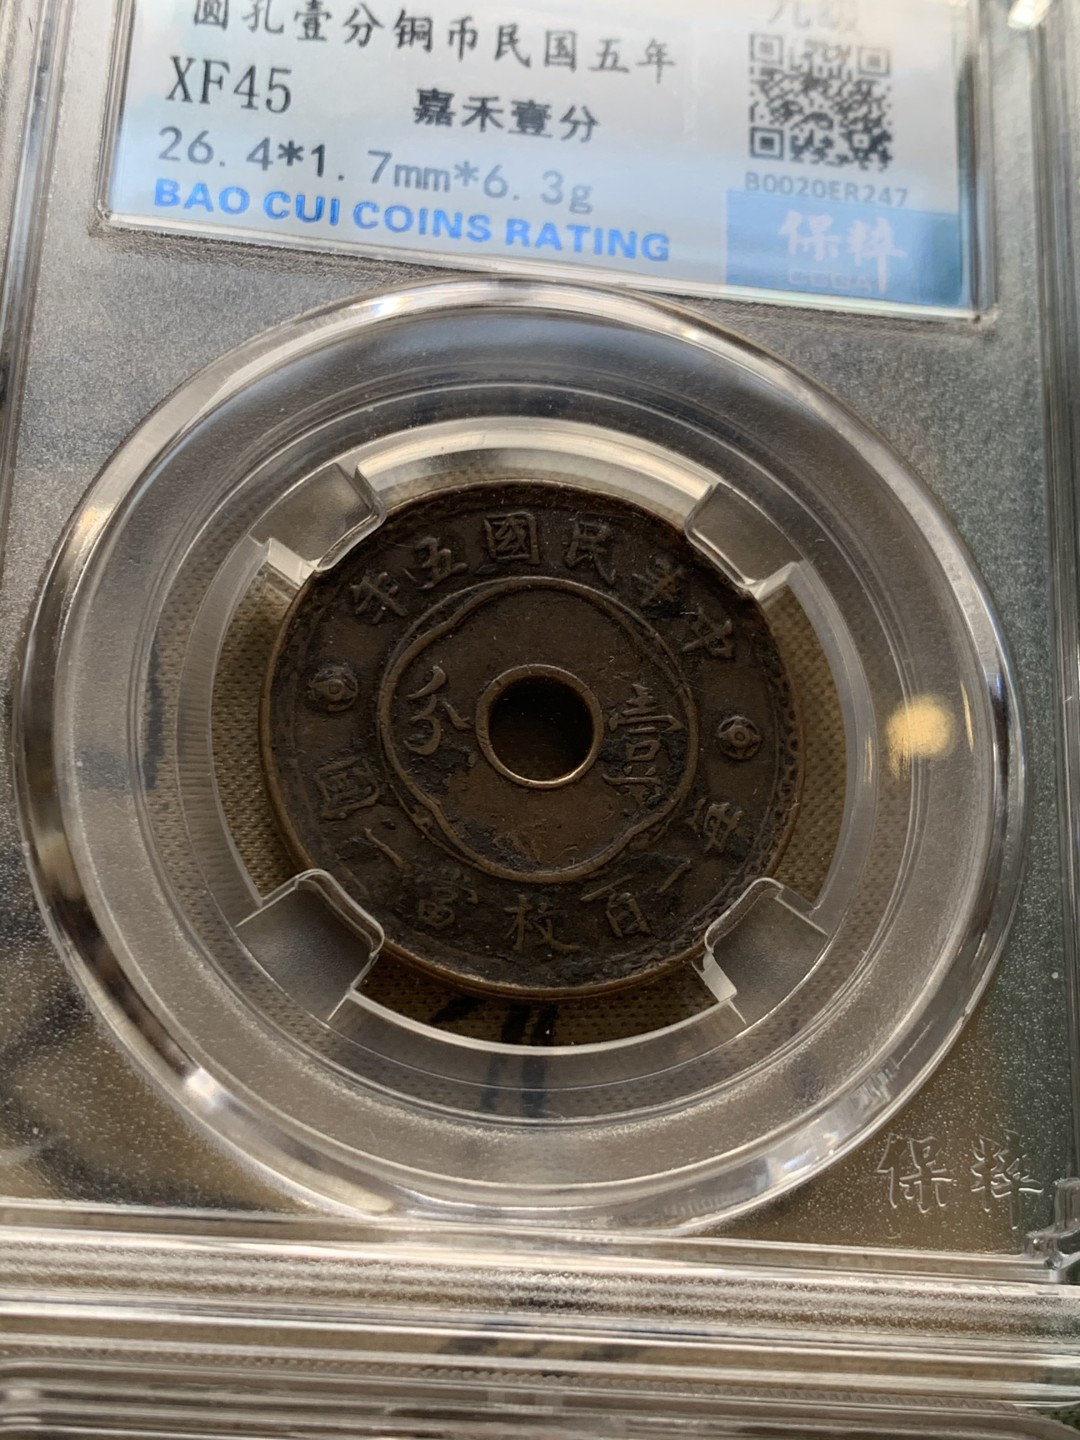 圆孔壹分铜币民国五年
XF45
嘉禾壹分
26.4*1.7mm*6.3g
BAO CUI COINS RATING
B0020ER247
保粹
中華民國五年
壹分
每一百枚當一圓
保粹